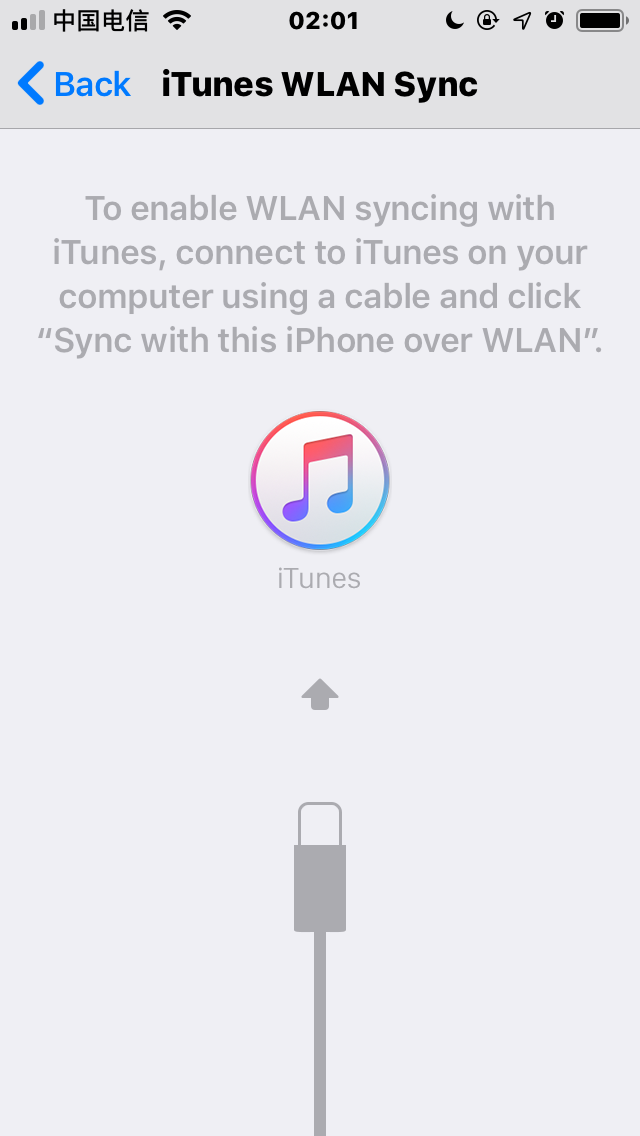 中国电信 02:01
Back iTunes WLAN Sync
To enable WLAN syncing with
iTunes, connect to iTunes on your
computer using a cable and click
“Sync with this iPhone over WLAN”.
iTunes